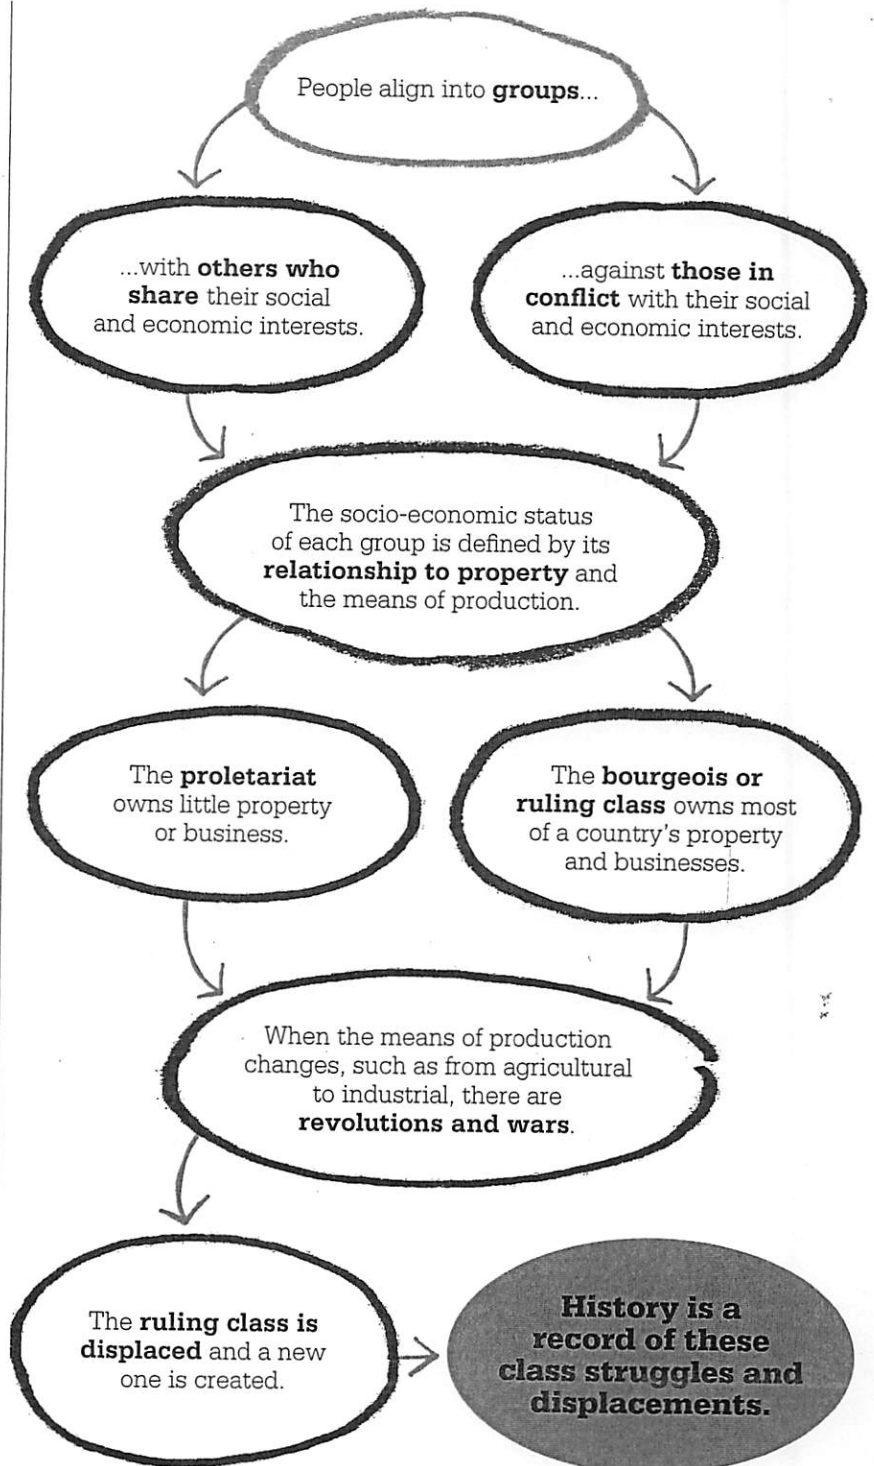 People align into groups...
...with others who
share their social
and economic interests.
...against those in
conflict with their social
and economic interests.
The socio-economic status
of each group is defined by its
relationship to property and
the means of production.
The proletariat
owns little property
or business.
The bourgeois or
ruling class owns most
of a country's property
and businesses.
When the means of production
changes, such as from agricultural
to industrial, there are
revolutions and wars.
The ruling class is
displaced and a new
one is created.
History is a
record of these
class struggles and
displacements.